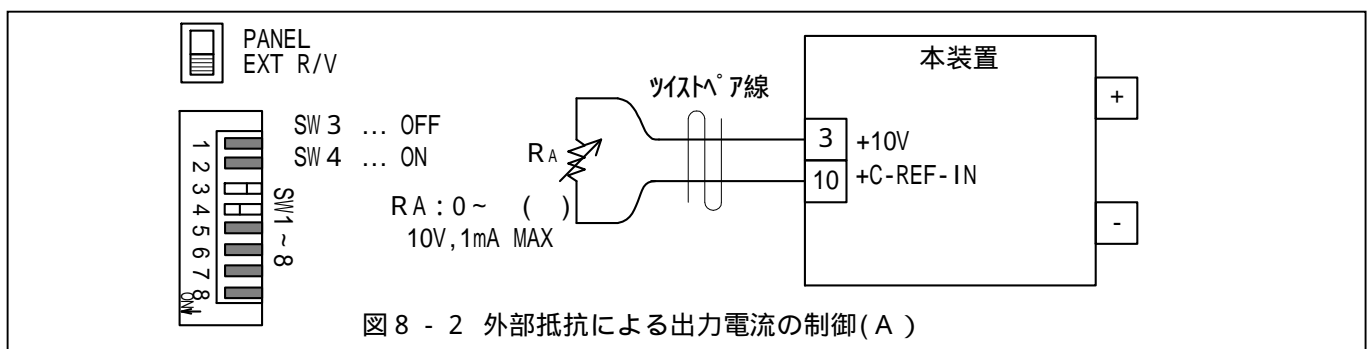 PANEL
EXT R/V
SW3 ... OFF
SW4 ... ON
1 2 3 4 5 6 7 8
ON
SW1~8
RA
RA:0~ ( )
10V,1mA MAX
ツイストペア線
本装置
3 +10V
10 +C-REF-IN
+
-
図8-2 外部抵抗による出力電流の制御(A)